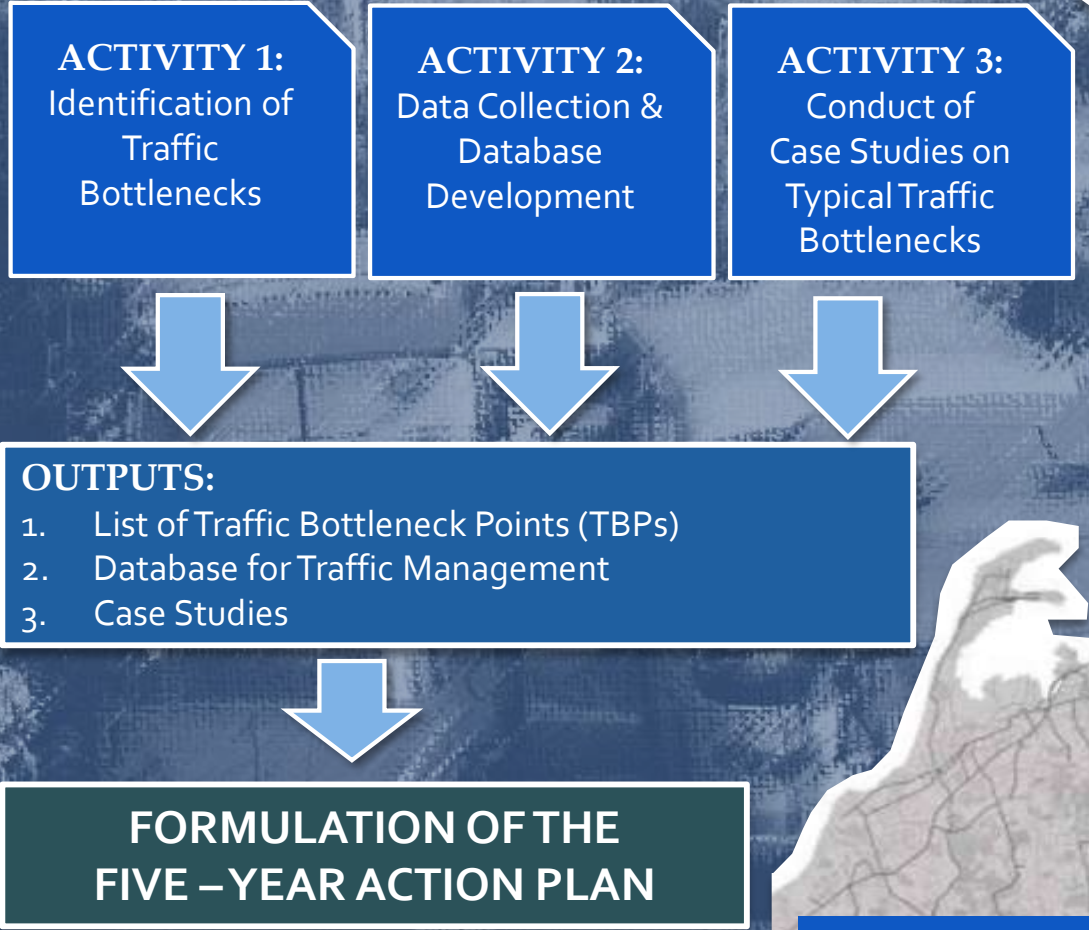 ACTIVITY 1:
Identification of
Traffic
Bottlenecks
ACTIVITY 2:
Data Collection &
Database
Development
ACTIVITY 3:
Conduct of
Case Studies on
Typical Traffic
Bottlenecks
OUTPUTS:
1. List of Traffic Bottleneck Points (TBPs)
2. Database for Traffic Management
3. Case Studies
FORMULATION OF THE
FIVE – YEAR ACTION PLAN